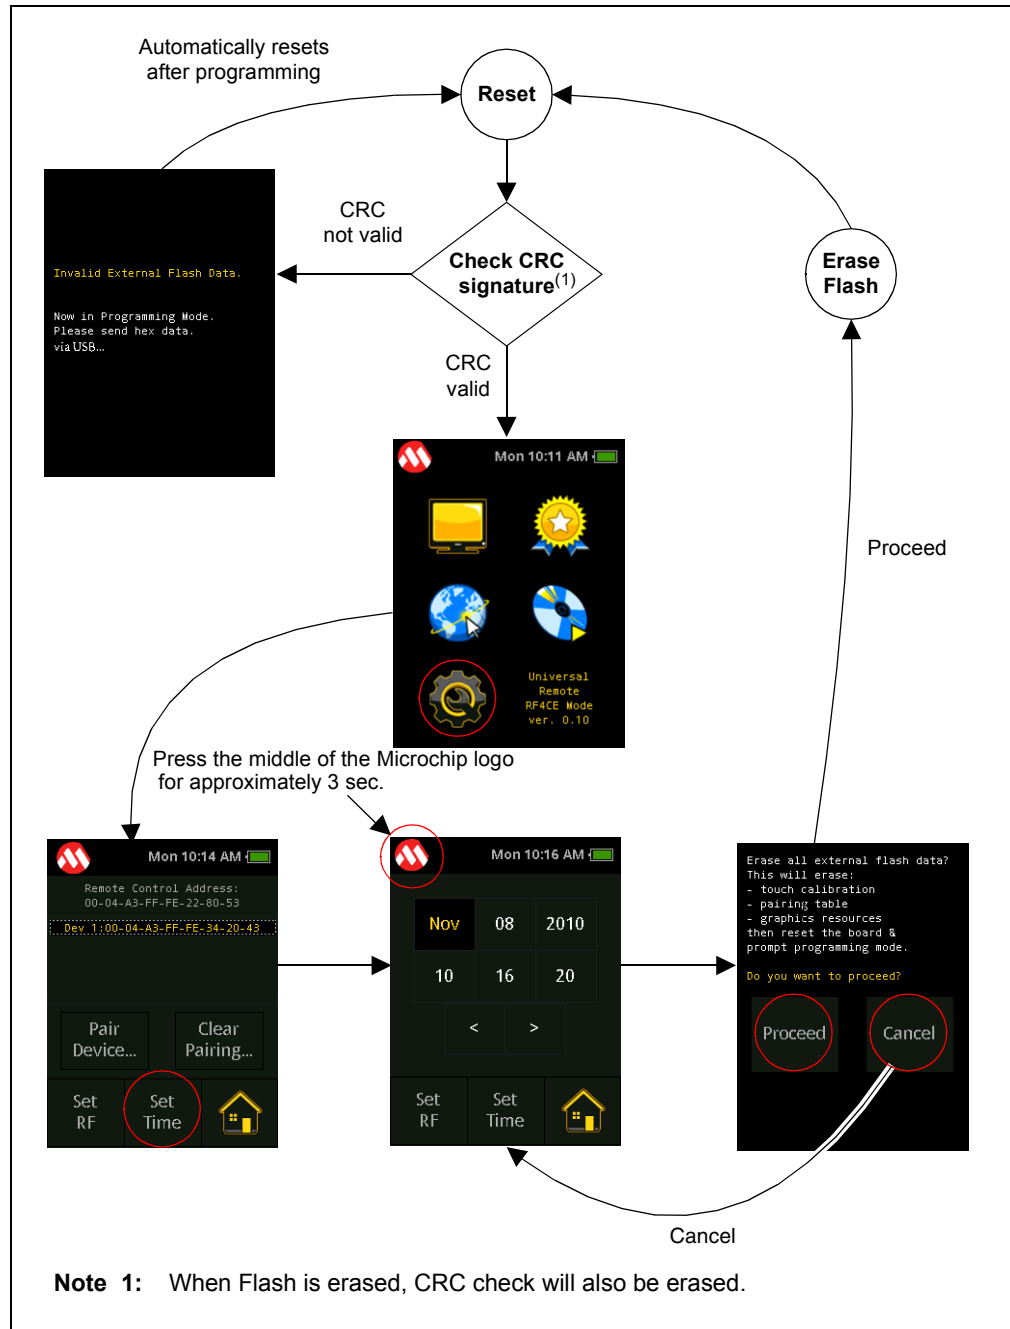 Automatically resets
after programming
Reset
CRC
not valid
Check CRC
signature(1)
Erase
Flash
Invalid External Flash Data.
Now in Programming Mode.
Please send hex data.
via USB...
CRC
valid
Mon 10:11 AM
Proceed
Universal
Remote
RF4CE Mode
ver. 0.10
Press the middle of the Microchip logo
for approximately 3 sec.
Mon 10:14 AM
Remote Control Address:
00-04-A3-FF-FE-22-80-53
Dev 1:00-04-A3-FF-FE-34-20-43
Pair
Device...
Clear
Pairing...
Set
RF
Set
Time
Mon 10:16 AM
Nov 08 2010
10 16 20
< >
Set
RF
Set
Time
Erase all external flash data?
This will erase:
- touch calibration
- pairing table
- graphics resources
then reset the board &
prompt programming mode.
Do you want to proceed?
Proceed
Cancel
Cancel
Note 1: When Flash is erased, CRC check will also be erased.